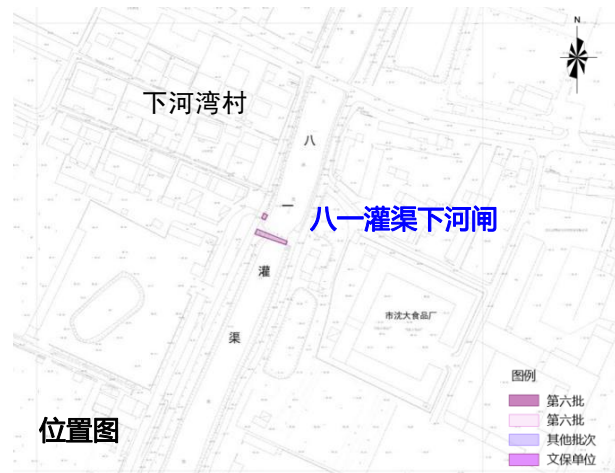 N
下河湾村
八
一
八一灌渠下河闸
灌
市沈大食品厂
渠
图例
第六批
第六批
其他批次
文保单位
位置图